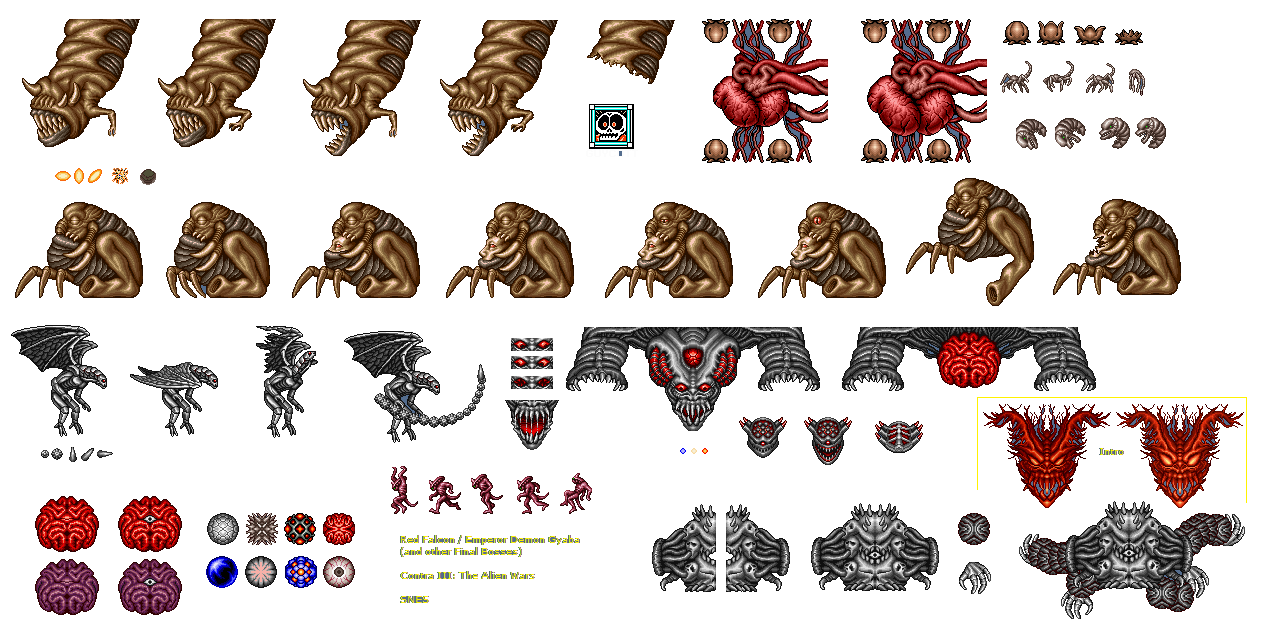 Intro
Red Falcon / Emperor Demon Gyaba
(and other Final Bosses)
Contra III: The Alien Wars
SNES